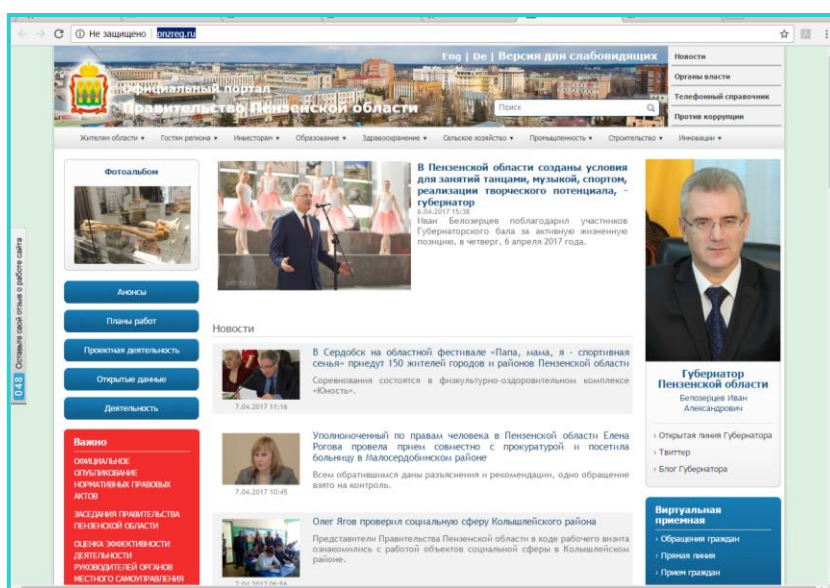 Не защищено
pnzreg.ru
Eng | De | Версия для слабовидящих
Официальный портал
Правительство Пензенской области
Поиск
Новости
Органы власти
Телефонный справочник
Против коррупции
Жителям области
Гостям региона
Инвесторам
Образование
Здравоохранение
Сельское хозяйство
Промышленность
Строительство
Инновации
048 Оставьте свой отзыв о работе сайта
Фотоальбом
Анонсы
Планы работ
Проектная деятельность
Открытые данные
Деятельность
Важно
ОФИЦИАЛЬНОЕ
ОПУБЛИКОВАНИЕ
НОРМАТИВНЫХ ПРАВОВЫХ
АКТОВ
ЗАСЕДАНИЯ ПРАВИТЕЛЬСТВА
ПЕНЗЕНСКОЙ ОБЛАСТИ
ОЦЕНКА ЭФФЕКТИВНОСТИ
ДЕЯТЕЛЬНОСТИ
РУКОВОДИТЕЛЕЙ ОРГАНОВ
МЕСТНОГО САМОУПРАВЛЕНИЯ
В Пензенской области созданы условия
для занятий танцами, музыкой, спортом,
реализации творческого потенциала, -
губернатор
6.04.2017 15:38
Иван Белозерцев поблагодарил участников
Губернаторского бала за активную жизненную
позицию, в четверг, 6 апреля 2017 года.
Новости
В Сердобск на областной фестивале «Папа, мама, я - спортивная
семья» приедут 150 жителей городов и районов Пензенской области
Соревнования состоятся в физкультурно-оздоровительном комплексе
«Юность».
7.04.2017 11:16
Уполномоченный по правам человека в Пензенской области Елена
Рогова провела прием совместно с прокуратурой и посетила
больницу в Малосердобинском районе
Всем обратившимся даны разъяснения и рекомендации, одно обращение
взято на контроль.
7.04.2017 10:45
Олег Ягов проверил социальную сферу Колышлейского района
Представители Правительства Пензенской области в ходе рабочего визита
ознакомились с работой объектов социальной сферы в Колышлейском
районе.
7.04.2017 06:56
Губернатор
Пензенской области
Белозерцев Иван
Александрович
Открытая линия Губернатора
Твиттер
Блог Губернатора
Виртуальная
приемная
Обращения граждан
Прямая линия
Прием граждан